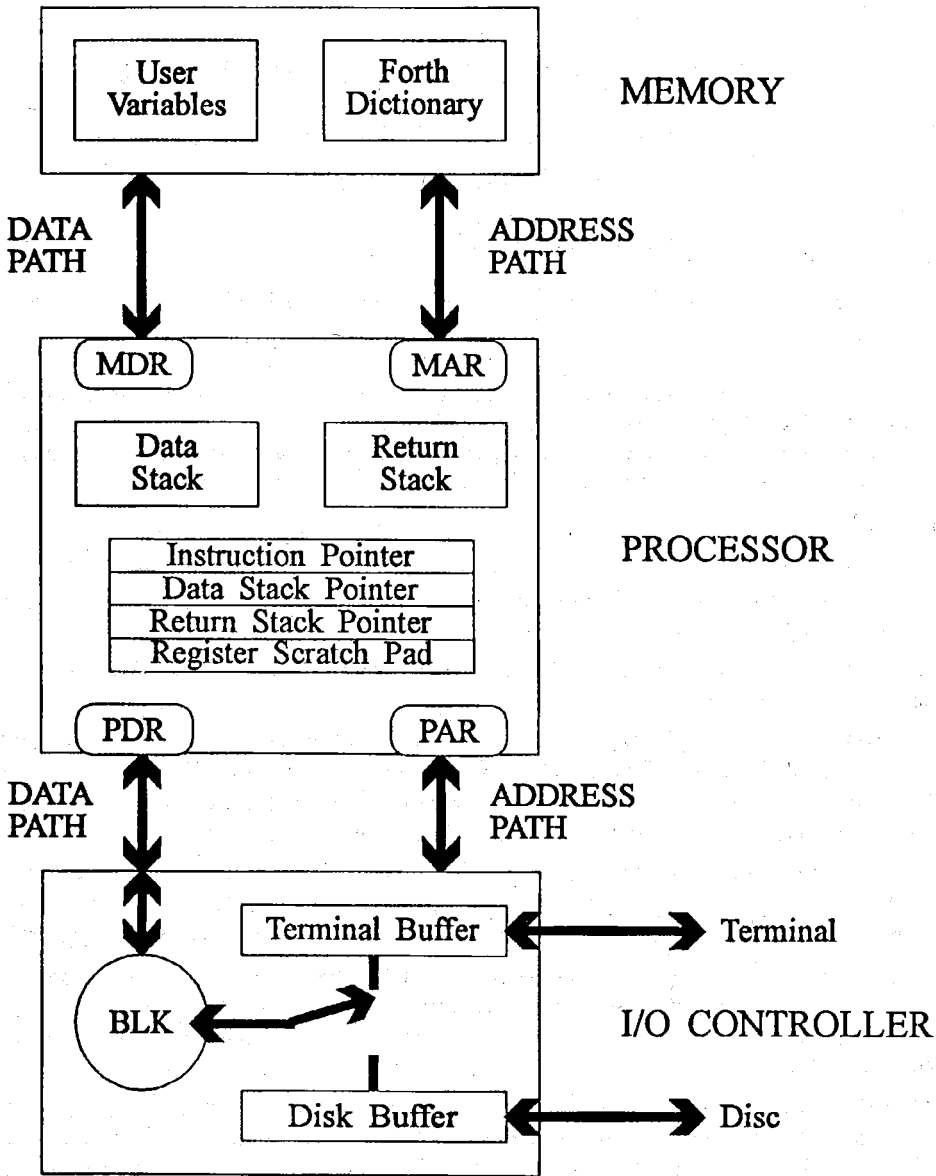 User
Variables
Forth
Dictionary
MEMORY
DATA
PATH
ADDRESS
PATH
MDR
MAR
Data
Stack
Return
Stack
Instruction Pointer
Data Stack Pointer
Return Stack Pointer
Register Scratch Pad
PROCESSOR
PDR
PAR
DATA
PATH
ADDRESS
PATH
Terminal Buffer
Terminal
BLK
I/O CONTROLLER
Disk Buffer
Disc